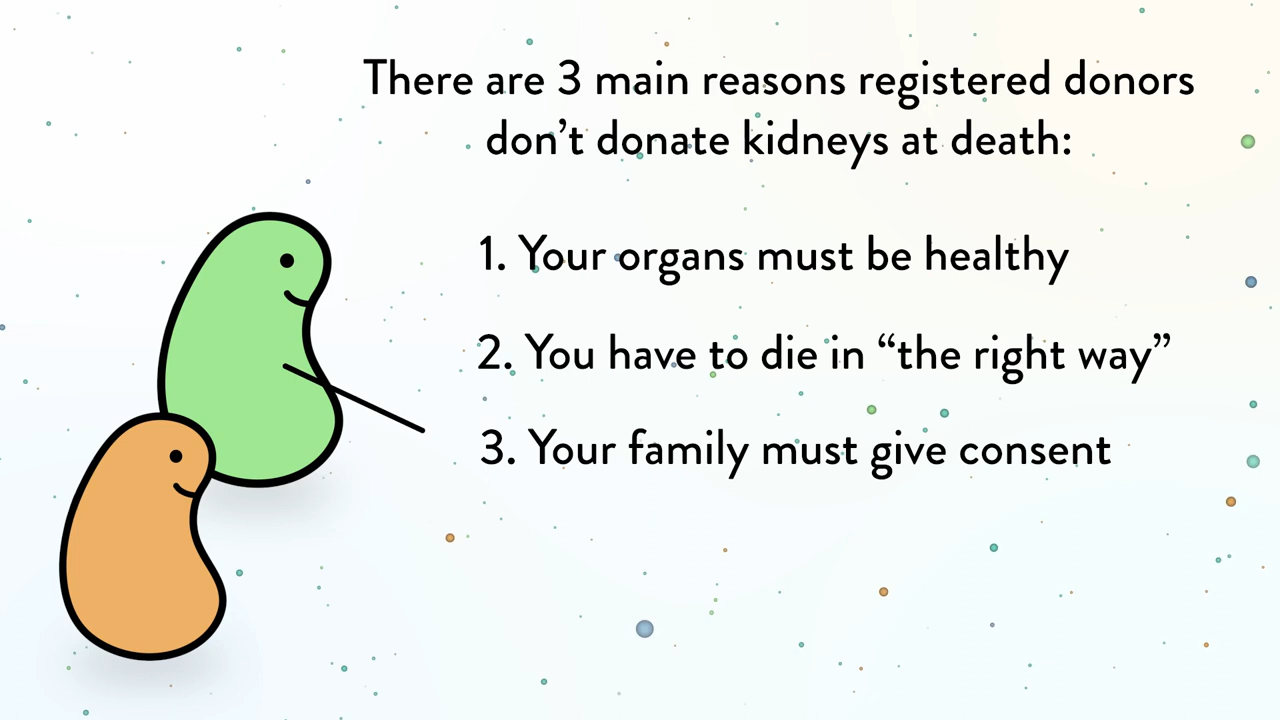 There are 3 main reasons registered donors
don’t donate kidneys at death:
1. Your organs must be healthy
2. You have to die in “the right way”
3. Your family must give consent